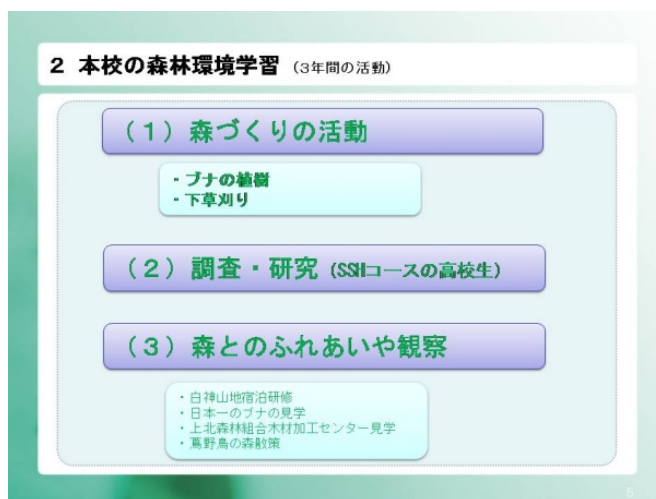 2 本校の森林環境学習 (3年間の活動)
(1) 森づくりの活動
・ブナの植樹
・下草刈り
(2) 調査・研究 (SSHコースの高校生)
(3) 森とのふれあいや観察
・白神山地宿泊研修
・日本一のブナの見学
・上北森林組合木材加工センター見学
・蔦野鳥の森散策
5